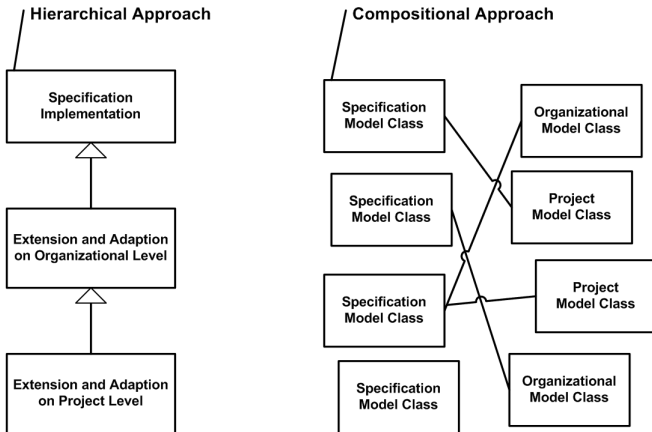 Hierarchical Approach
Specification
Implementation
Extension and Adaption
on Organizational Level
Extension and Adaption
on Project Level
Compositional Approach
Specification
Model Class
Organizational
Model Class
Specification
Model Class
Project
Model Class
Specification
Model Class
Project
Model Class
Specification
Model Class
Organizational
Model Class